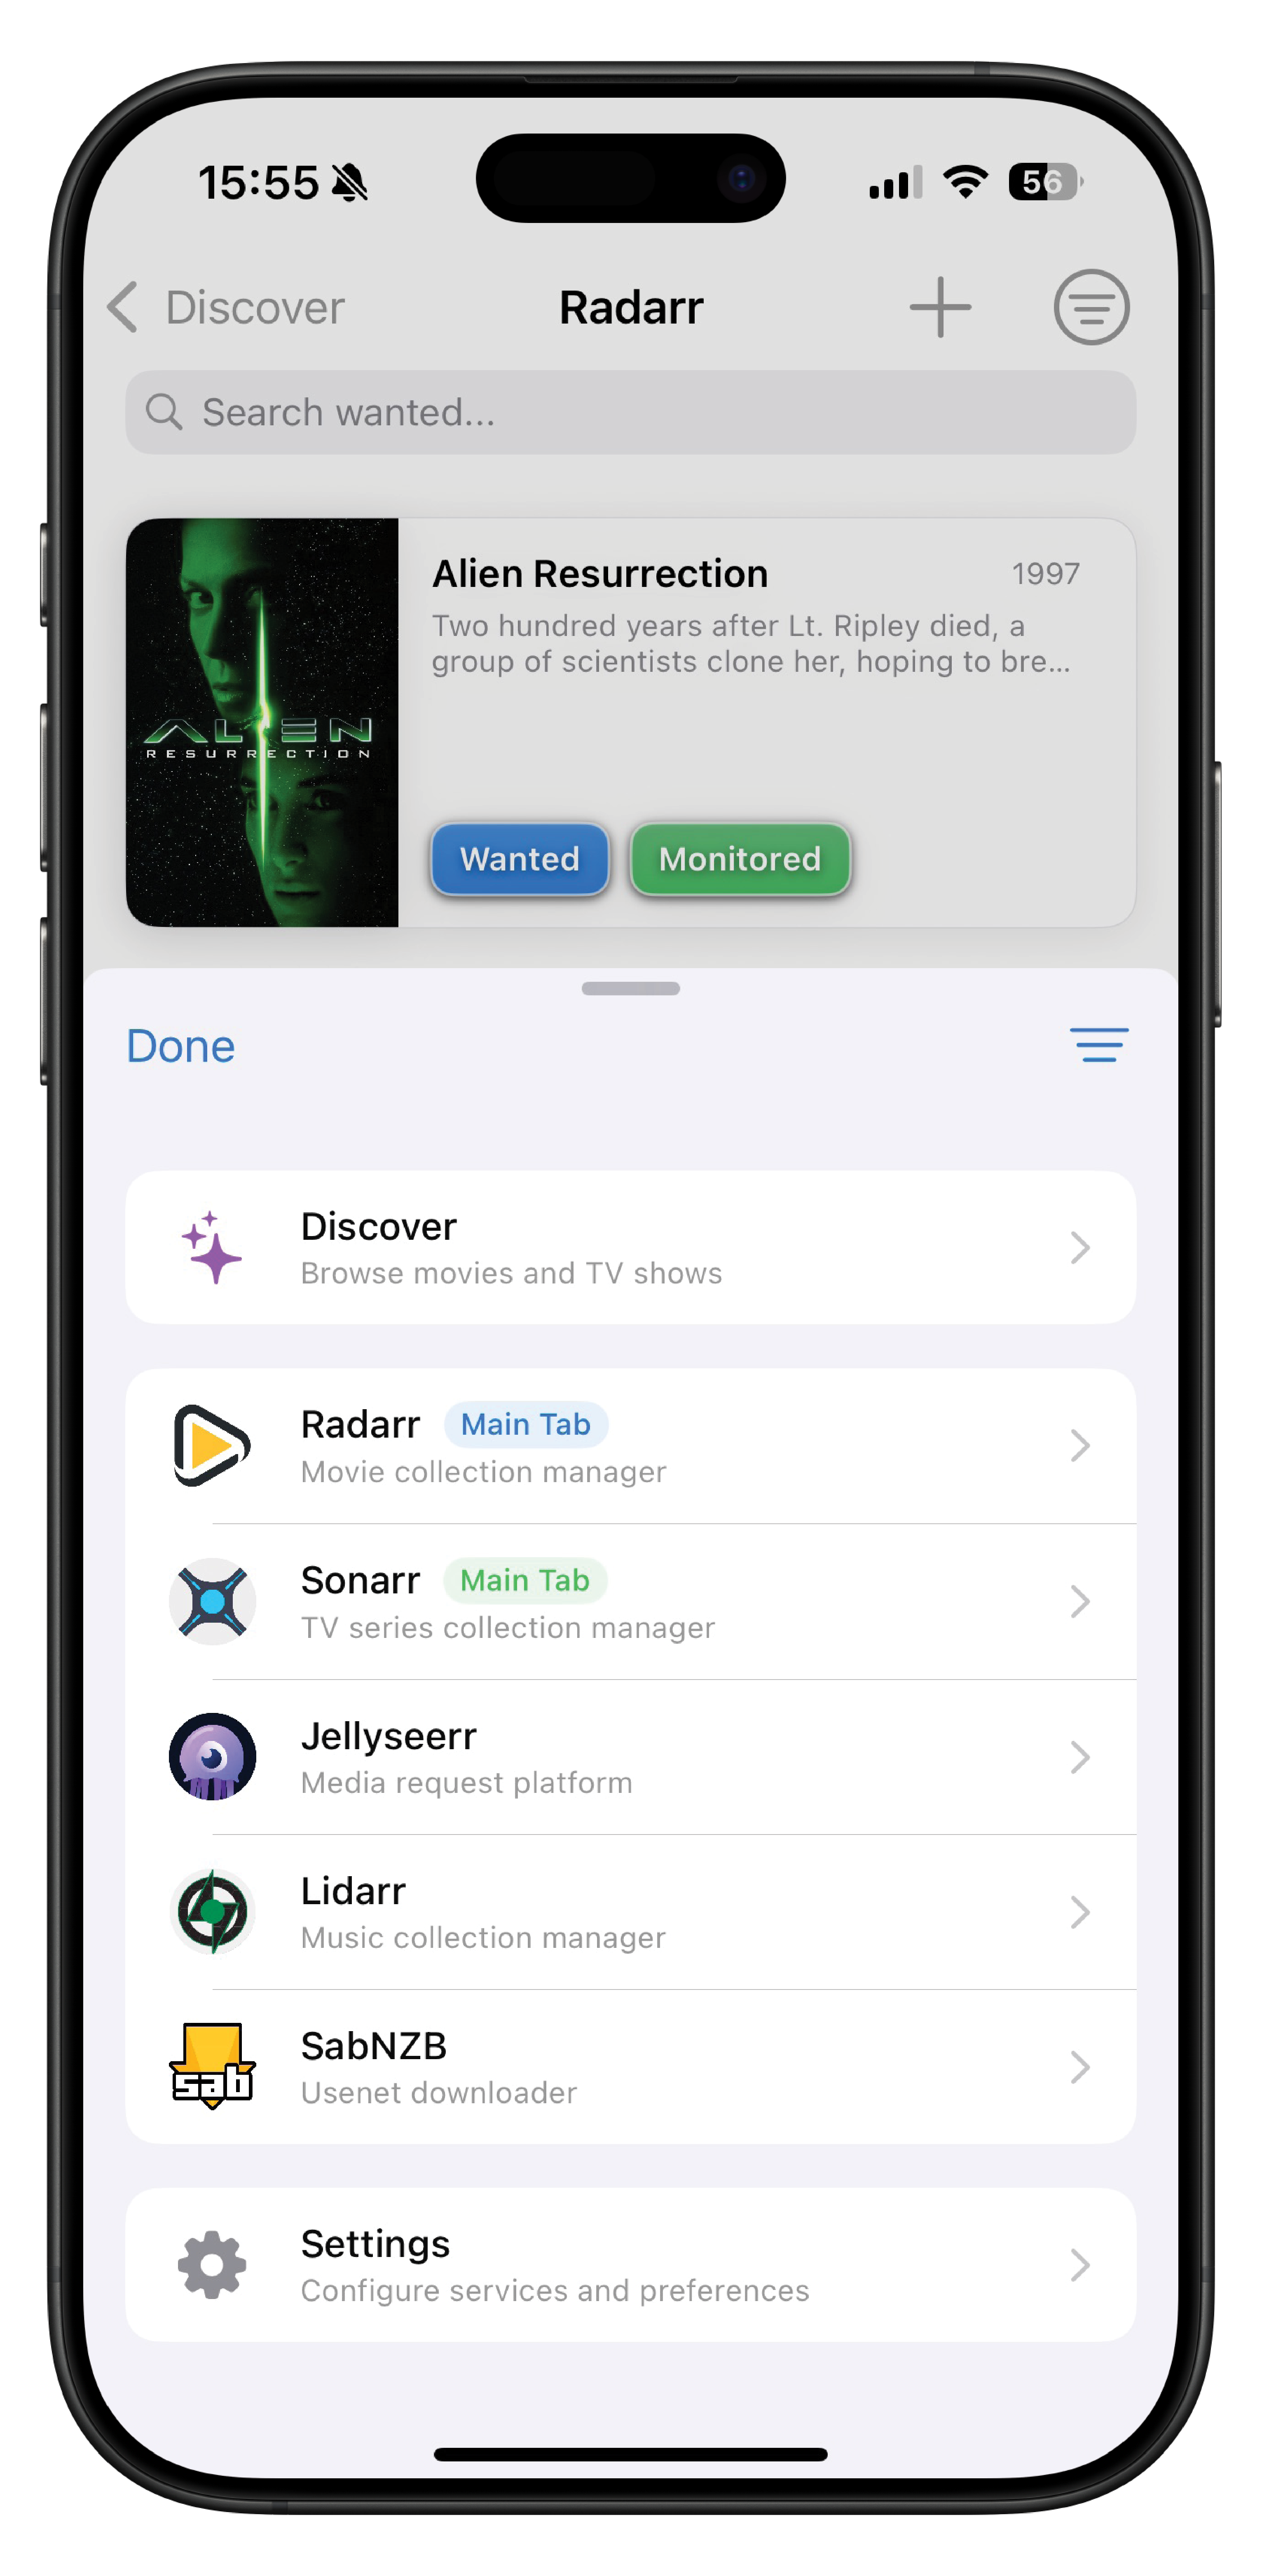 15:55
56
Discover
Radarr
Search wanted...
Alien Resurrection
1997
Two hundred years after Lt. Ripley died, a
group of scientists clone her, hoping to bre...
ALIEN
RESURRECTION
Wanted
Monitored
Done
Discover
Browse movies and TV shows
Radarr
Main Tab
Movie collection manager
Sonarr
Main Tab
TV series collection manager
Jellyseerr
Media request platform
Lidarr
Music collection manager
sab
SabNZB
Usenet downloader
Settings
Configure services and preferences